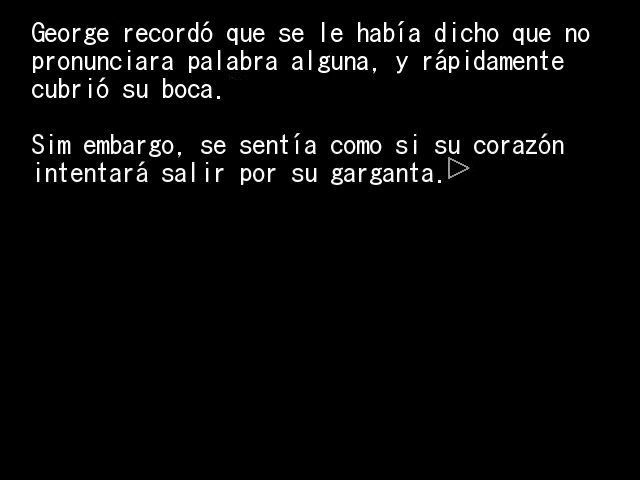 George recordó que se le había dicho que no
pronunciara palabra alguna, y rápidamente
cubrió su boca.
Sim embargo, se sentía como si su corazón
intentará salir por su garganta.